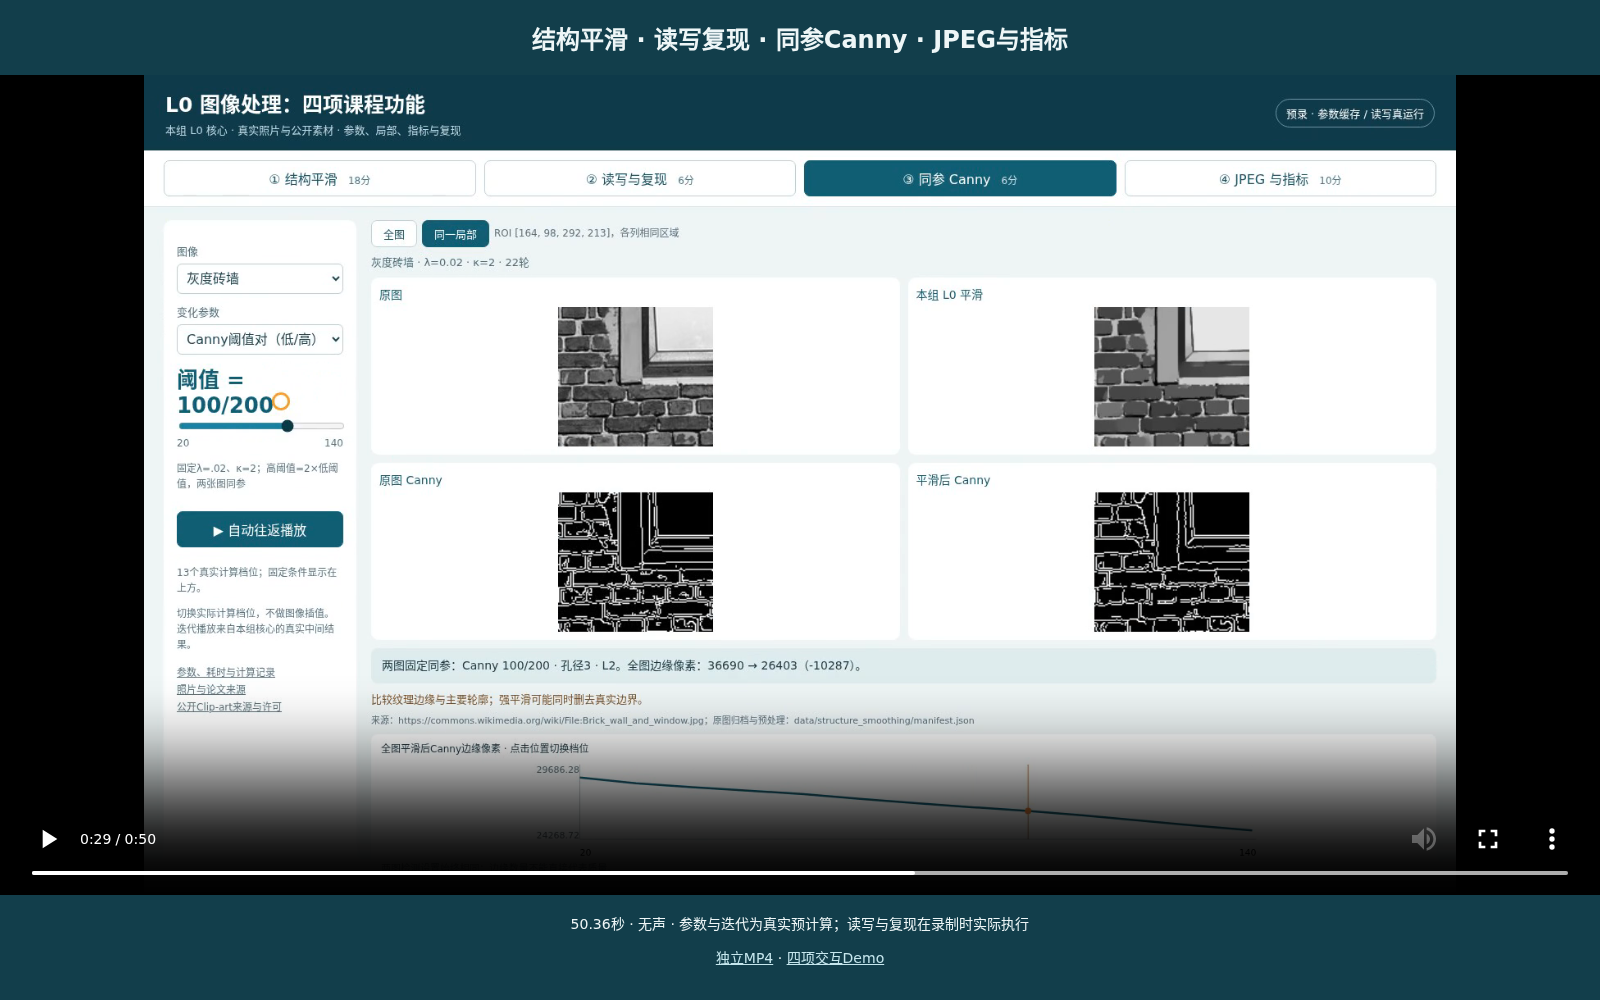 结构平滑 · 读写复现 · 同参Canny · JPEG与指标
L0 图像处理：四项课程功能
本组 L0 核心 · 真实照片与公开素材 · 参数、局部、指标与复现
预录 · 参数缓存 / 读写真运行
① 结构平滑 18分
② 读写与复现 6分
③ 同参 Canny 6分
④ JPEG 与指标 10分
图像
灰度砖墙
变化参数
Canny阈值对（低/高）
阈值 =
100/200
20
140
固定λ=.02、κ=2；高阈值=2×低阈
值，两张图同参
▶ 自动往返播放
13个真实计算档位；固定条件显示在
上方。
切换实际计算档位，不做图像插值。
迭代播放来自本组核心的真实中间结
果。
参数、耗时与计算记录
照片与论文来源
公开Clip-art来源与许可
全图
同一局部
ROI [164, 98, 292, 213]，各列相同区域
灰度砖墙 · λ=0.02 · κ=2 · 22轮
原图
本组 L0 平滑
原图 Canny
平滑后 Canny
两图固定同参：Canny 100/200 · 孔径3 · L2。全图边缘像素：36690 → 26403（-10287）。
比较纹理边缘与主要轮廓；强平滑可能同时删去真实边界。
来源：https://commons.wikimedia.org/wiki/File:Brick_wall_and_window.jpg；原图归档与预处理：data/structure_smoothing/manifest.json
全图平滑后Canny边缘像素 · 点击位置切换档位
29686.28
24268.72
20
140
0:29 / 0:50
50.36秒 · 无声 · 参数与迭代为真实预计算；读写与复现在录制时实际执行
独立MP4 · 四项交互Demo